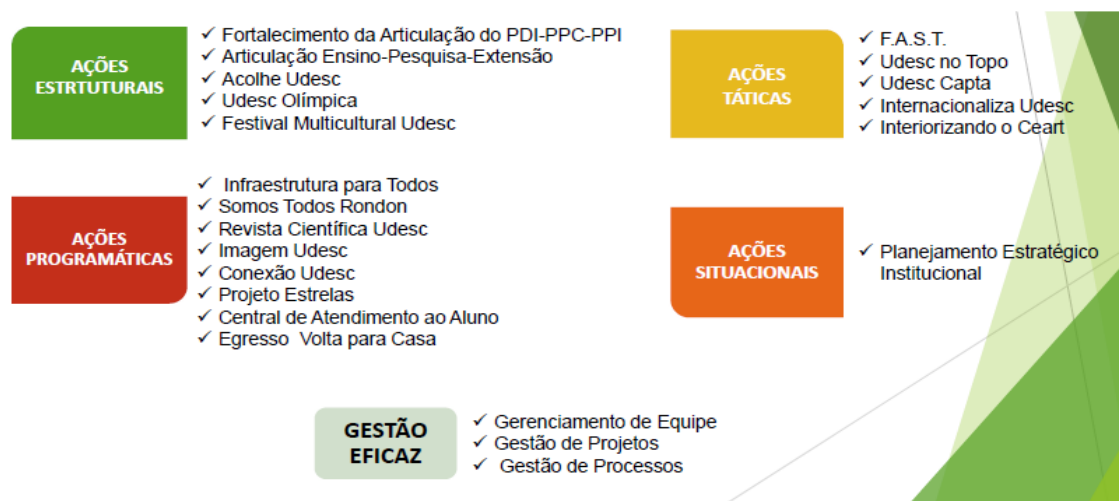 AÇÕES
ESTRTUTURAIS
✓ Fortalecimento da Articulação do PDI-PPC-PPI
✓ Articulação Ensino-Pesquisa-Extensão
✓ Acolhe Udesc
✓ Udesc Olímpica
✓ Festival Multicultural Udesc
AÇÕES
TÁTICAS
✓ F.A.S.T.
✓ Udesc no Topo
✓ Udesc Capta
✓ Internacionaliza Udesc
✓ Interiorizando o Ceart
AÇÕES
PROGRAMÁTICAS
✓ Infraestrutura para Todos
✓ Somos Todos Rondon
✓ Revista Científica Udesc
✓ Imagem Udesc
✓ Conexão Udesc
✓ Projeto Estrelas
✓ Central de Atendimento ao Aluno
✓ Egresso Volta para Casa
AÇÕES
SITUACIONAIS
✓ Planejamento Estratégico
Institucional
GESTÃO
EFICAZ
✓ Gerenciamento de Equipe
✓ Gestão de Projetos
✓ Gestão de Processos